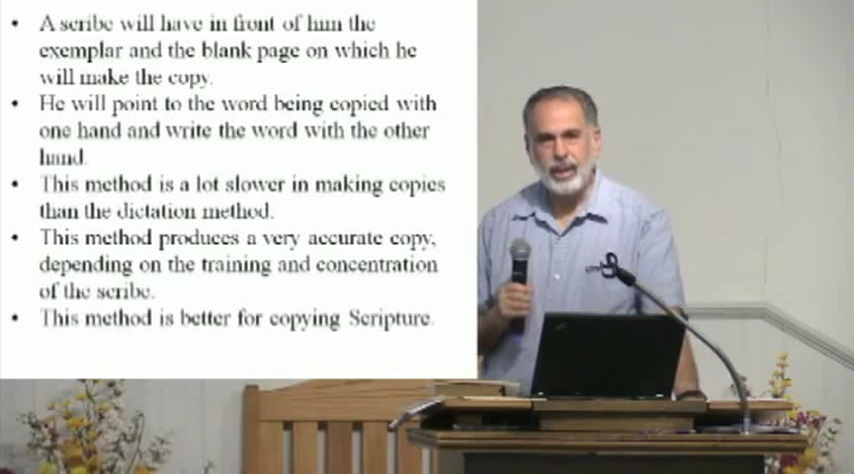 • A scribe will have in front of him the
exemplar and the blank page on which he
will make the copy.
• He will point to the word being copied with
one hand and write the word with the other
hand.
• This method is a lot slower in making copies
than the dictation method.
• This method produces a very accurate copy,
depending on the training and concentration
of the scribe.
• This method is better for copying Scripture.